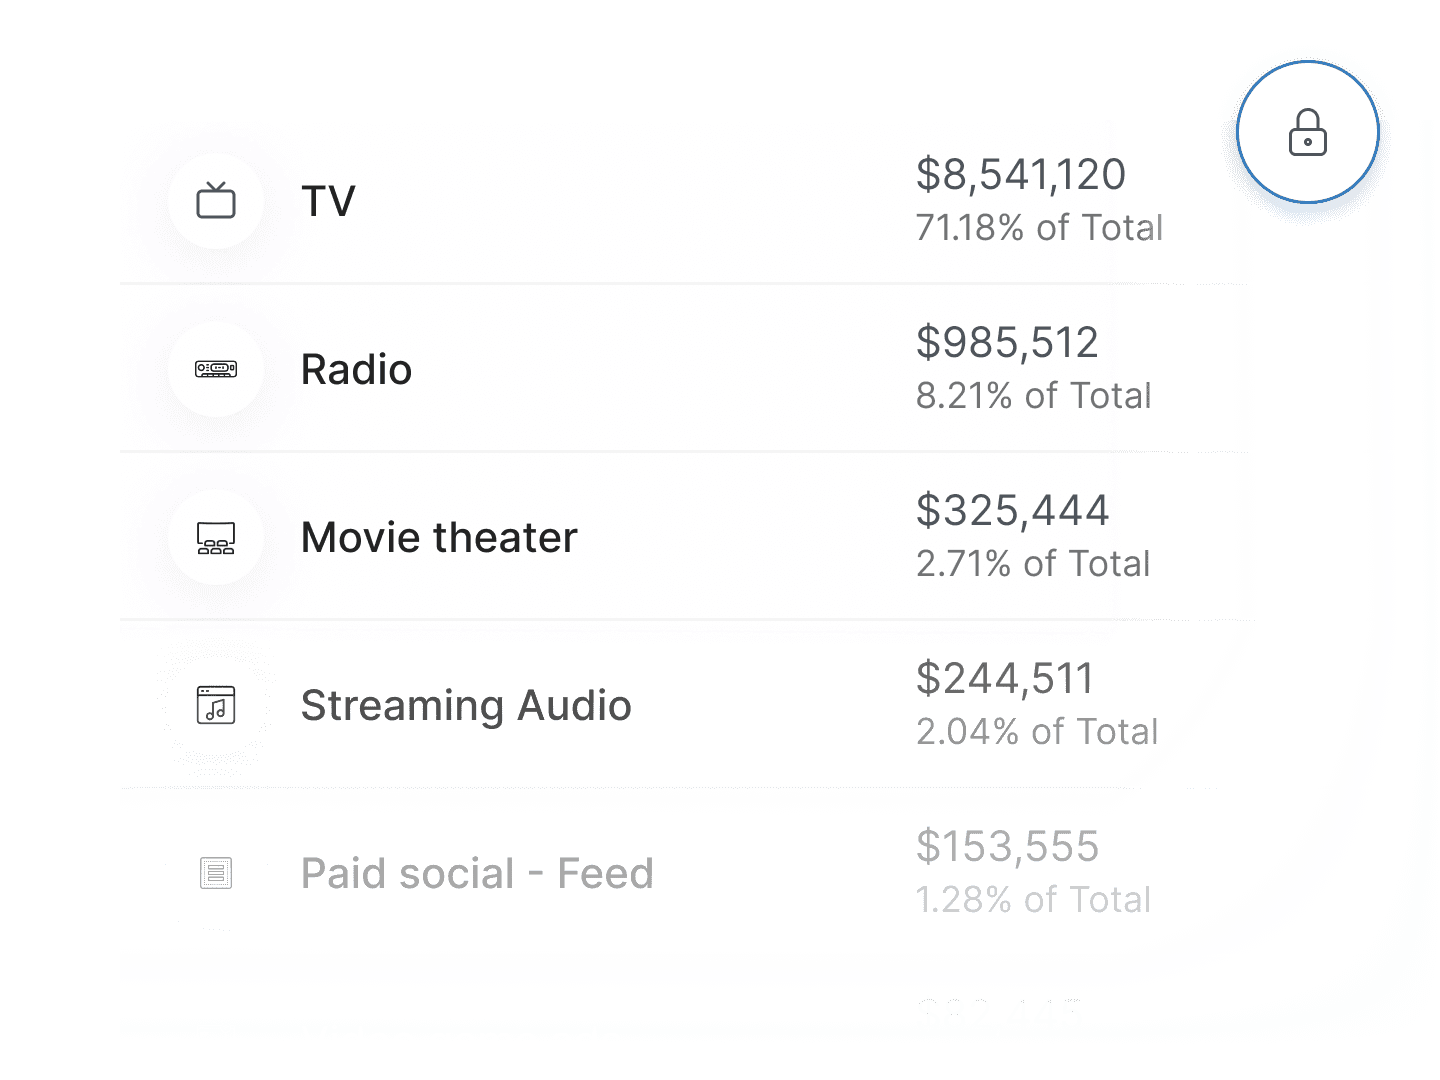 TV
$8,541,120
71.18% of Total
Radio
$985,512
8.21% of Total
Movie theater
$325,444
2.71% of Total
Streaming Audio
$244,511
2.04% of Total
Paid social - Feed
$153,555
1.28% of Total